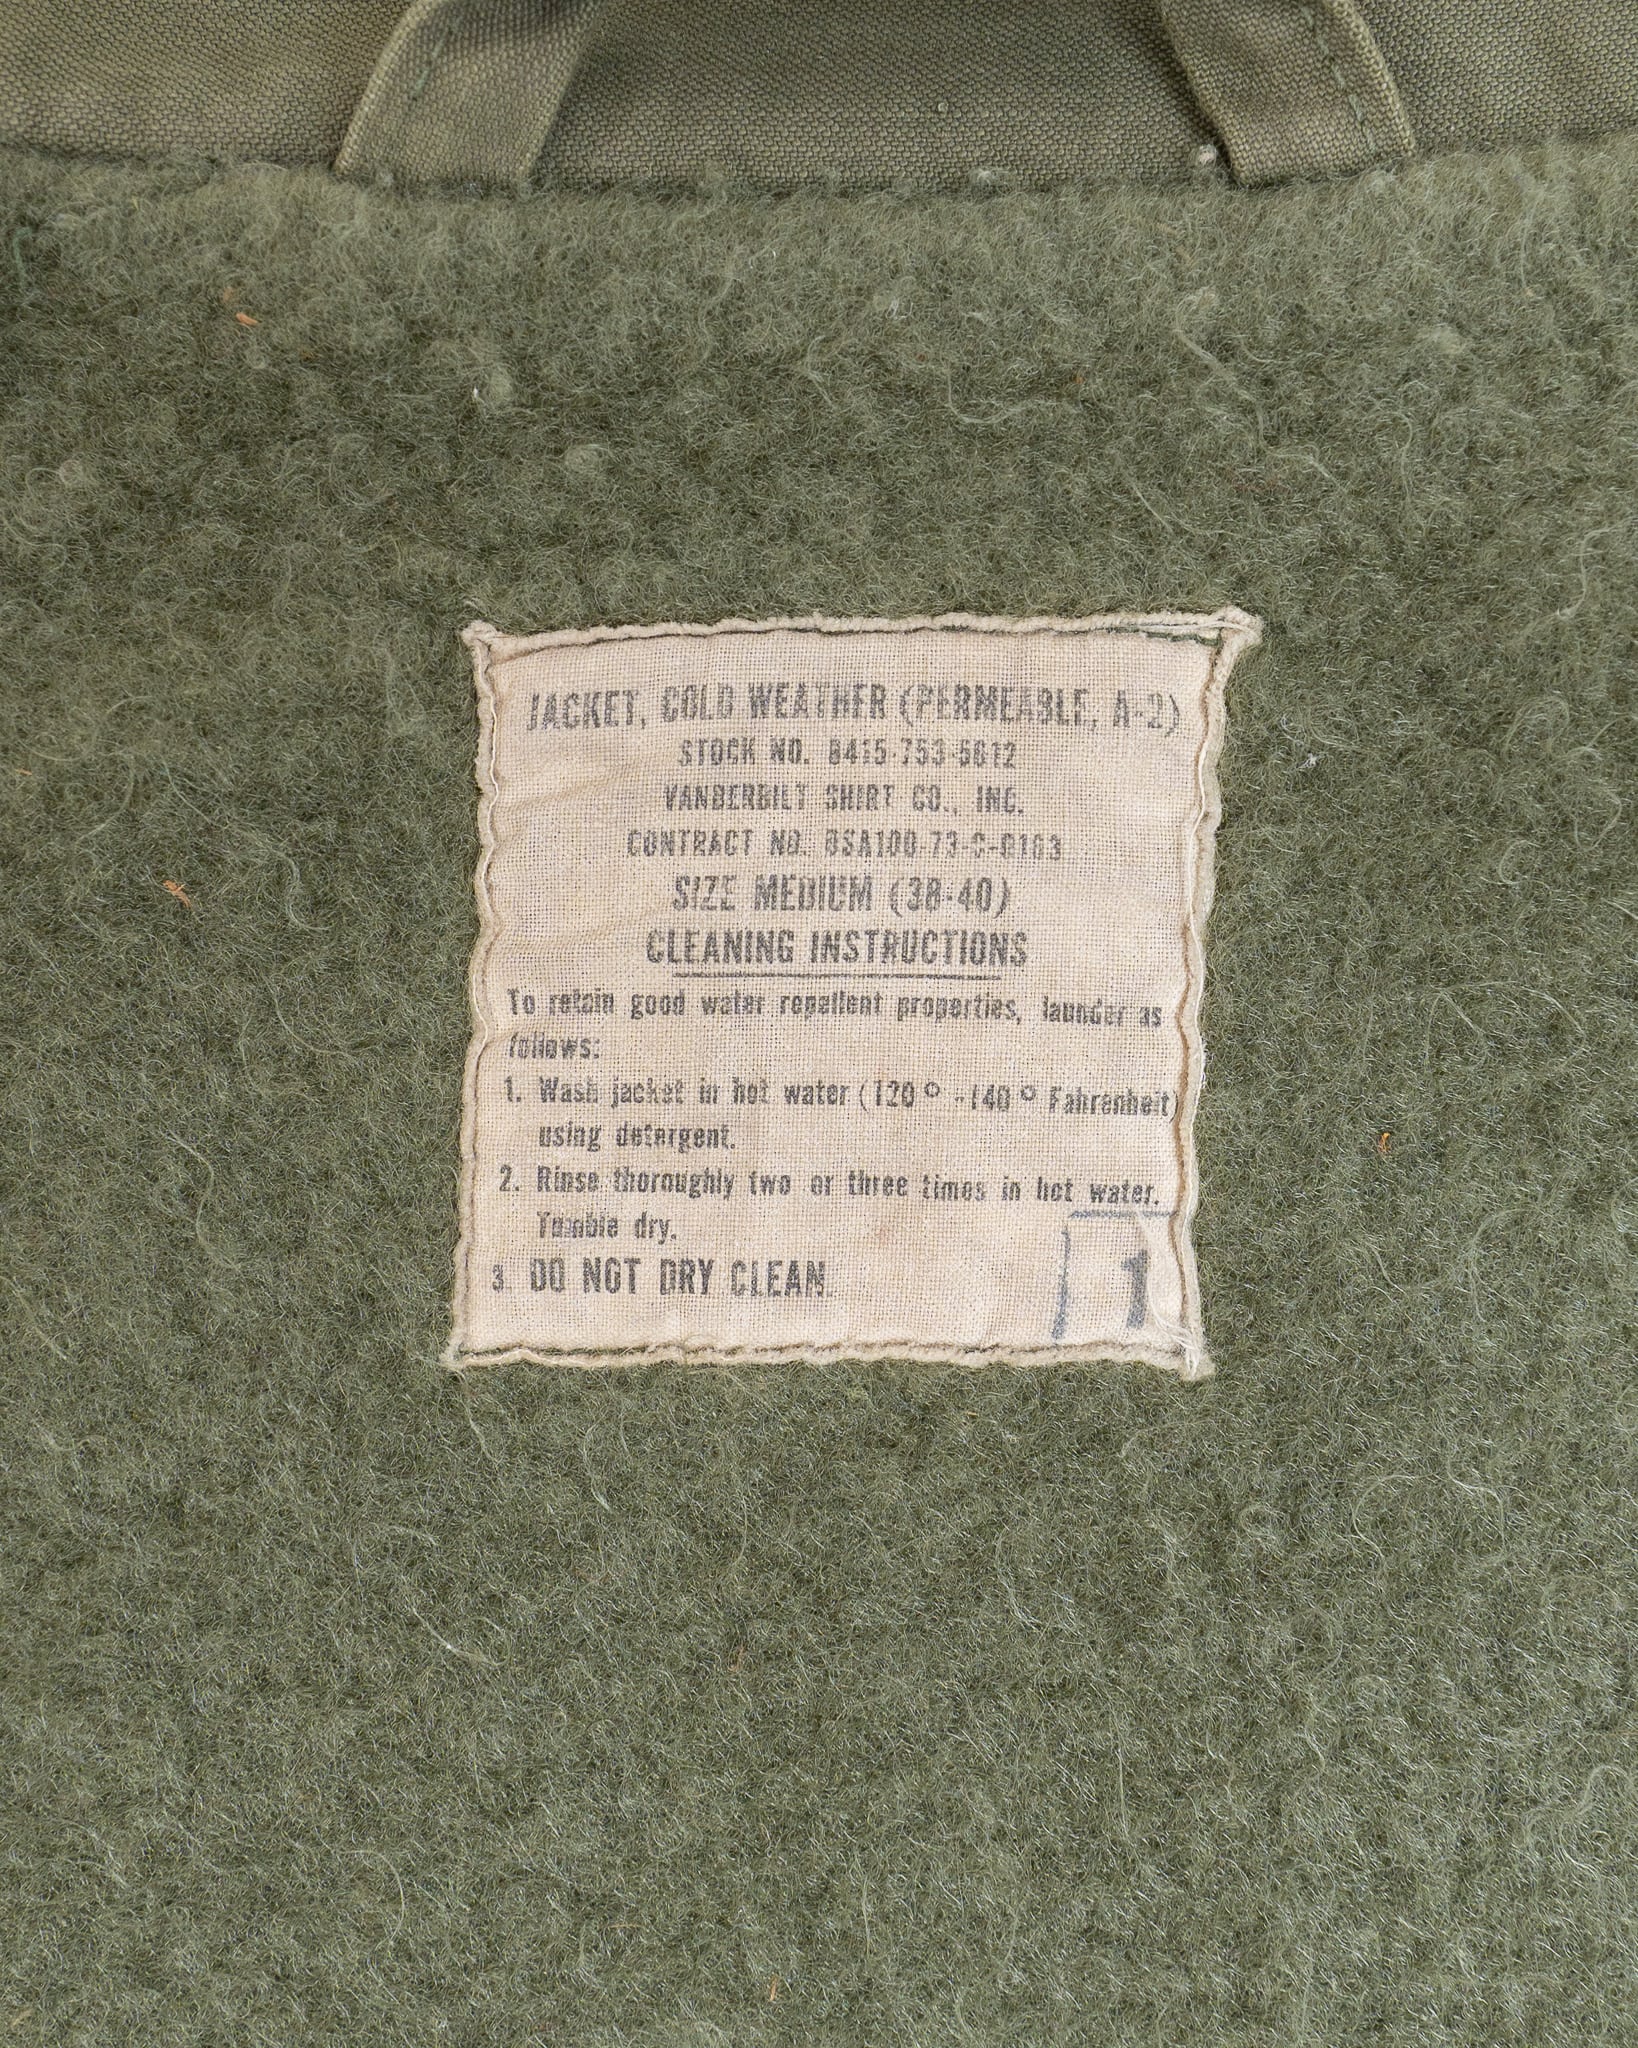 JACKET, COLD WEATHER (PERMEABLE, A-2)
STOCK NO. 8415-753-5612
VANDERBILT SHIRT CO., INC.
CONTRACT NO. DSA100-73-C-0163
SIZE MEDIUM (38-40)
CLEANING INSTRUCTIONS
To retain good water repellent properties, launder as
follows:
1. Wash jacket in hot water (120° -140° Fahrenheit)
using detergent.
2. Rinse thoroughly two or three times in hot water.
Tumble dry.
3. DO NOT DRY CLEAN.
1